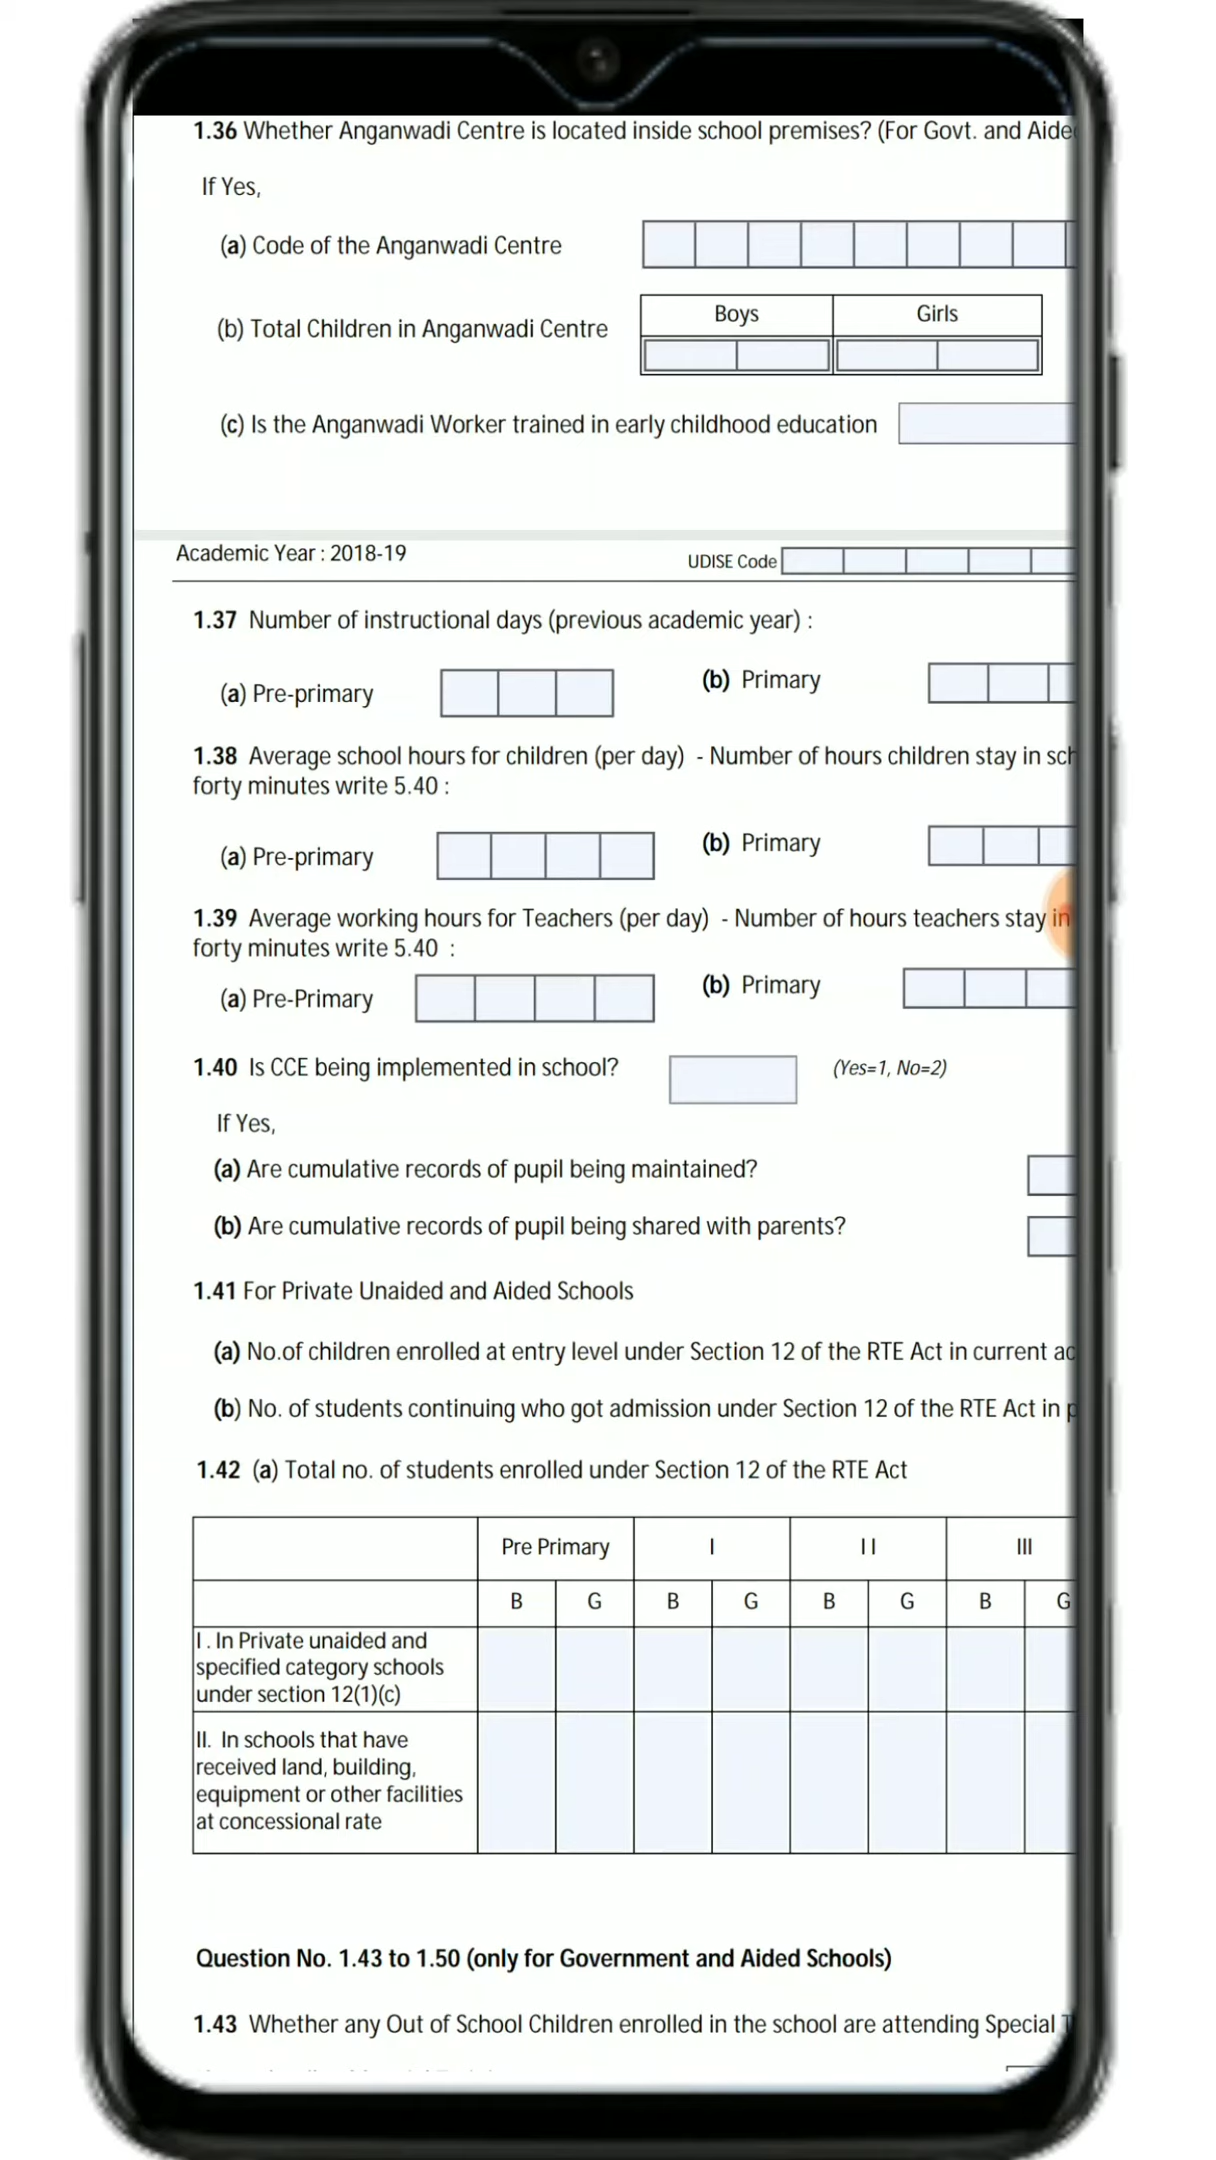 1.36 Whether Anganwadi Centre is located inside school premises? (For Govt. and Aide
If Yes,
(a) Code of the Anganwadi Centre
Boys Girls
(b) Total Children in Anganwadi Centre
(c) Is the Anganwadi Worker trained in early childhood education
Academic Year : 2018-19 UDISE Code
1.37 Number of instructional days (previous academic year) :
(a) Pre-primary (b) Primary
1.38 Average school hours for children (per day) - Number of hours children stay in sch
forty minutes write 5.40 :
(a) Pre-primary (b) Primary
1.39 Average working hours for Teachers (per day) - Number of hours teachers stay in
forty minutes write 5.40 :
(a) Pre-Primary (b) Primary
1.40 Is CCE being implemented in school? (Yes=1, No=2)
If Yes,
(a) Are cumulative records of pupil being maintained?
(b) Are cumulative records of pupil being shared with parents?
1.41 For Private Unaided and Aided Schools
(a) No.of children enrolled at entry level under Section 12 of the RTE Act in current ac
(b) No. of students continuing who got admission under Section 12 of the RTE Act in p
1.42 (a) Total no. of students enrolled under Section 12 of the RTE Act
Pre Primary I II III
B G B G B G B G
I . In Private unaided and
specified category schools
under section 12(1)(c)
II. In schools that have
received land, building,
equipment or other facilities
at concessional rate
Question No. 1.43 to 1.50 (only for Government and Aided Schools)
1.43 Whether any Out of School Children enrolled in the school are attending Special T